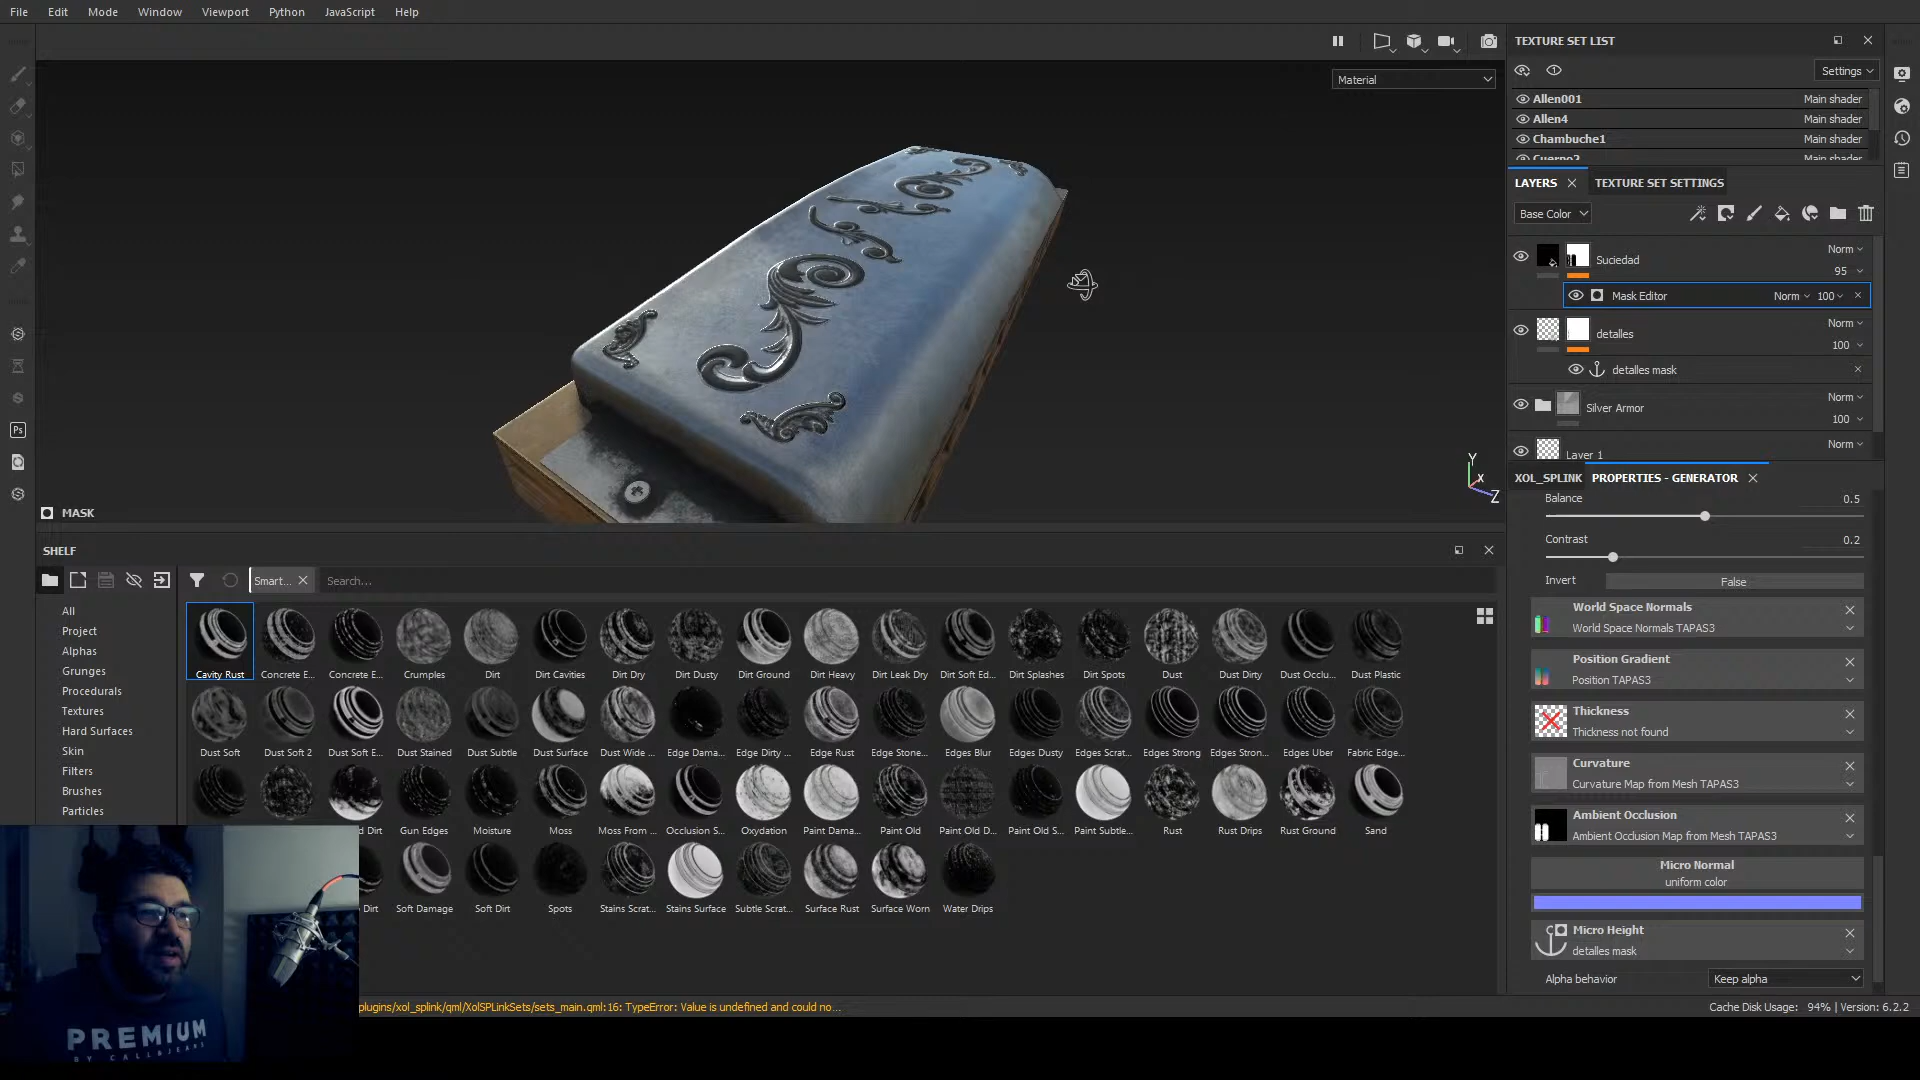 File Edit Mode Window Viewport Python JavaScript Help
Material
TEXTURE SET LIST
Settings
Allen001 Main shader
Allen4 Main shader
Chambuche1 Main shader
Cuerno2 Main shader
LAYERS TEXTURE SET SETTINGS
Base Color
Norm
Suciedad
95
Mask Editor Norm 100
Norm
detalles
100
detalles mask
Norm
Silver Armor
100
Norm
Layer 1
XOL_SPLINK PROPERTIES - GENERATOR
Balance 0.5
Contrast 0.2
Invert False
World Space Normals
World Space Normals TAPAS3
Position Gradient
Position TAPAS3
Thickness
Thickness not found
Curvature
Curvature Map from Mesh TAPAS3
Ambient Occlusion
Ambient Occlusion Map from Mesh TAPAS3
Micro Normal
uniform color
Micro Height
detalles mask
Alpha behavior Keep alpha
Y
X
Z
Ps
MASK
SHELF
Smart... Search...
All
Project
Alphas
Grunges
Procedurals
Textures
Hard Surfaces
Skin
Filters
Brushes
Particles
Cavity Rust Concrete E... Concrete E... Crumples Dirt Dirt Cavities Dirt Dry Dirt Dusty Dirt Ground Dirt Heavy Dirt Leak Dry Dirt Soft Ed... Dirt Splashes Dirt Spots Dust Dust Dirty Dust Occlu... Dust Plastic
Dust Soft Dust Soft 2 Dust Soft E... Dust Stained Dust Subtle Dust Surface Dust Wide ... Edge Dama... Edge Dirty ... Edge Rust Edge Stone... Edges Blur Edges Dusty Edges Scrat... Edges Strong Edges Stron... Edges Uber Fabric Edge...
d Dirt Gun Edges Moisture Moss Moss From ... Occlusion S... Oxydation Paint Dama... Paint Old Paint Old D... Paint Old S... Paint Subtle... Rust Rust Drips Rust Ground Sand
Dirt Soft Damage Soft Dirt Spots Stains Scrat... Stains Surface Subtle Scrat... Surface Rust Surface Worn Water Drips
plugins/xol_splink/qml/XolSPLinkSets/sets_main.qml:16: TypeError: Value is undefined and could no...
Cache Disk Usage: 94% | Version: 6.2.2
PREMIUM
BY CALL&JEANS